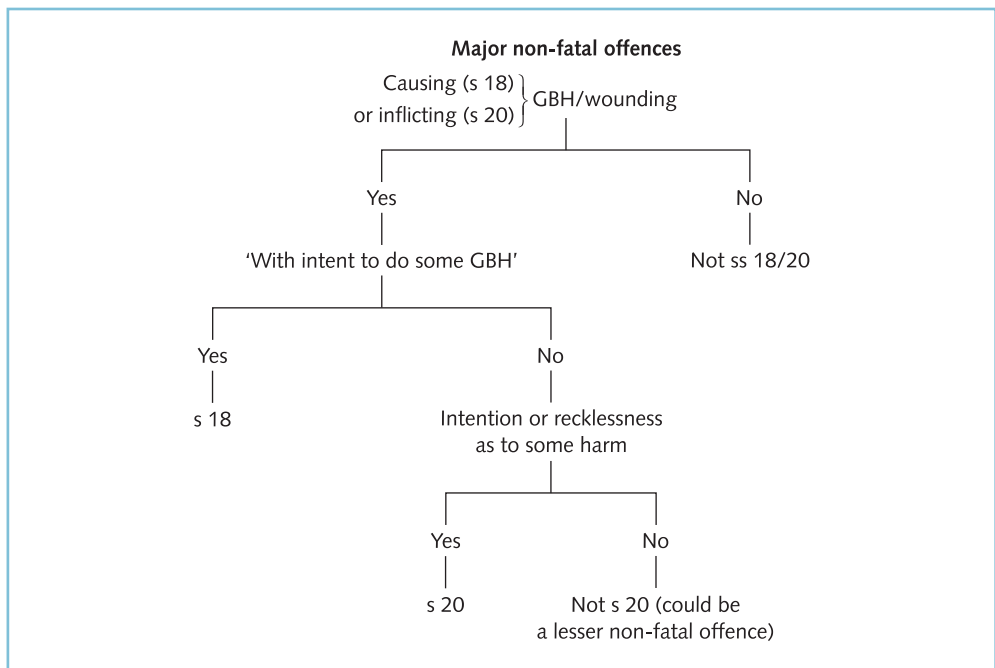 Major non-fatal offences
Causing (s 18)
or inflicting (s 20)
GBH/wounding
Yes
No
‘With intent to do some GBH’
Not ss 18/20
Yes
No
s 18
Intention or recklessness
as to some harm
Yes
No
s 20
Not s 20 (could be
a lesser non-fatal offence)